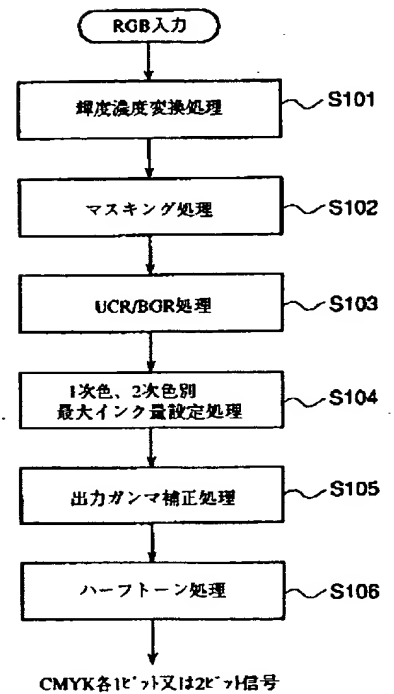 RGB入力
輝度濃度変換処理
S101
マスキング処理
S102
UCR/BGR処理
S103
1次色、2次色別
最大インク量設定処理
S104
出力ガンマ補正処理
S105
ハーフトーン処理
S106
CMYK各1ビット又は2ビット信号